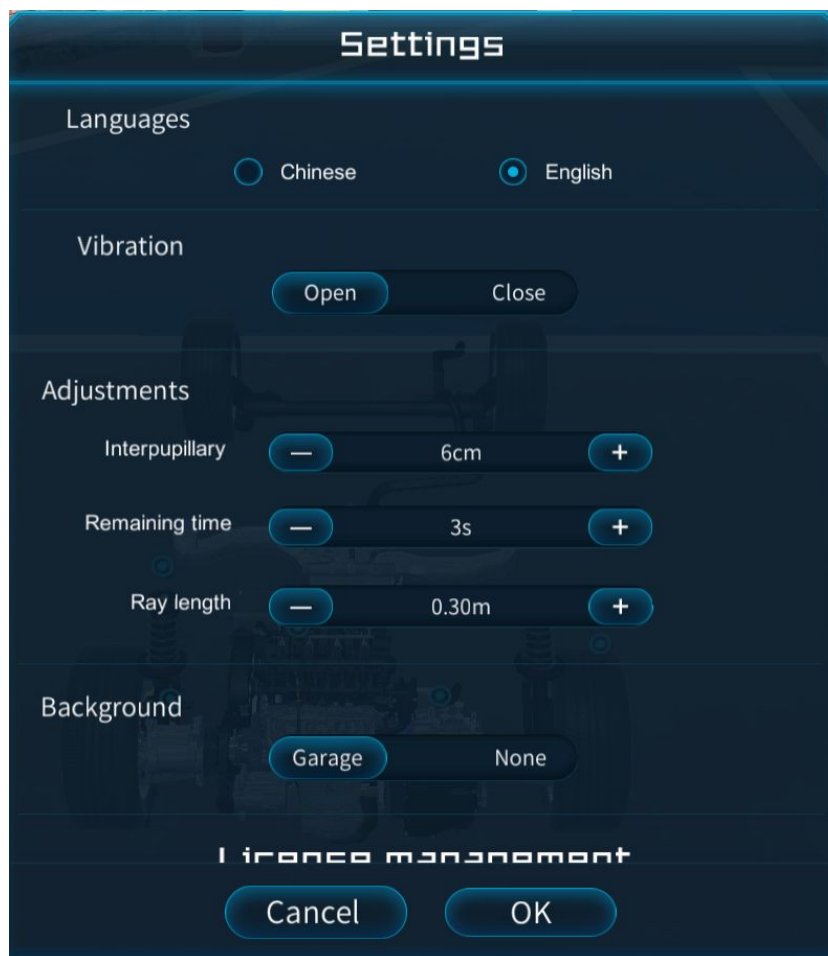 Settings
Languages
Chinese English
Vibration
Open Close
Adjustments
Interpupillary — 6cm +
Remaining time — 3s +
Ray length — 0.30m +
Background
Garage None
Cancel OK